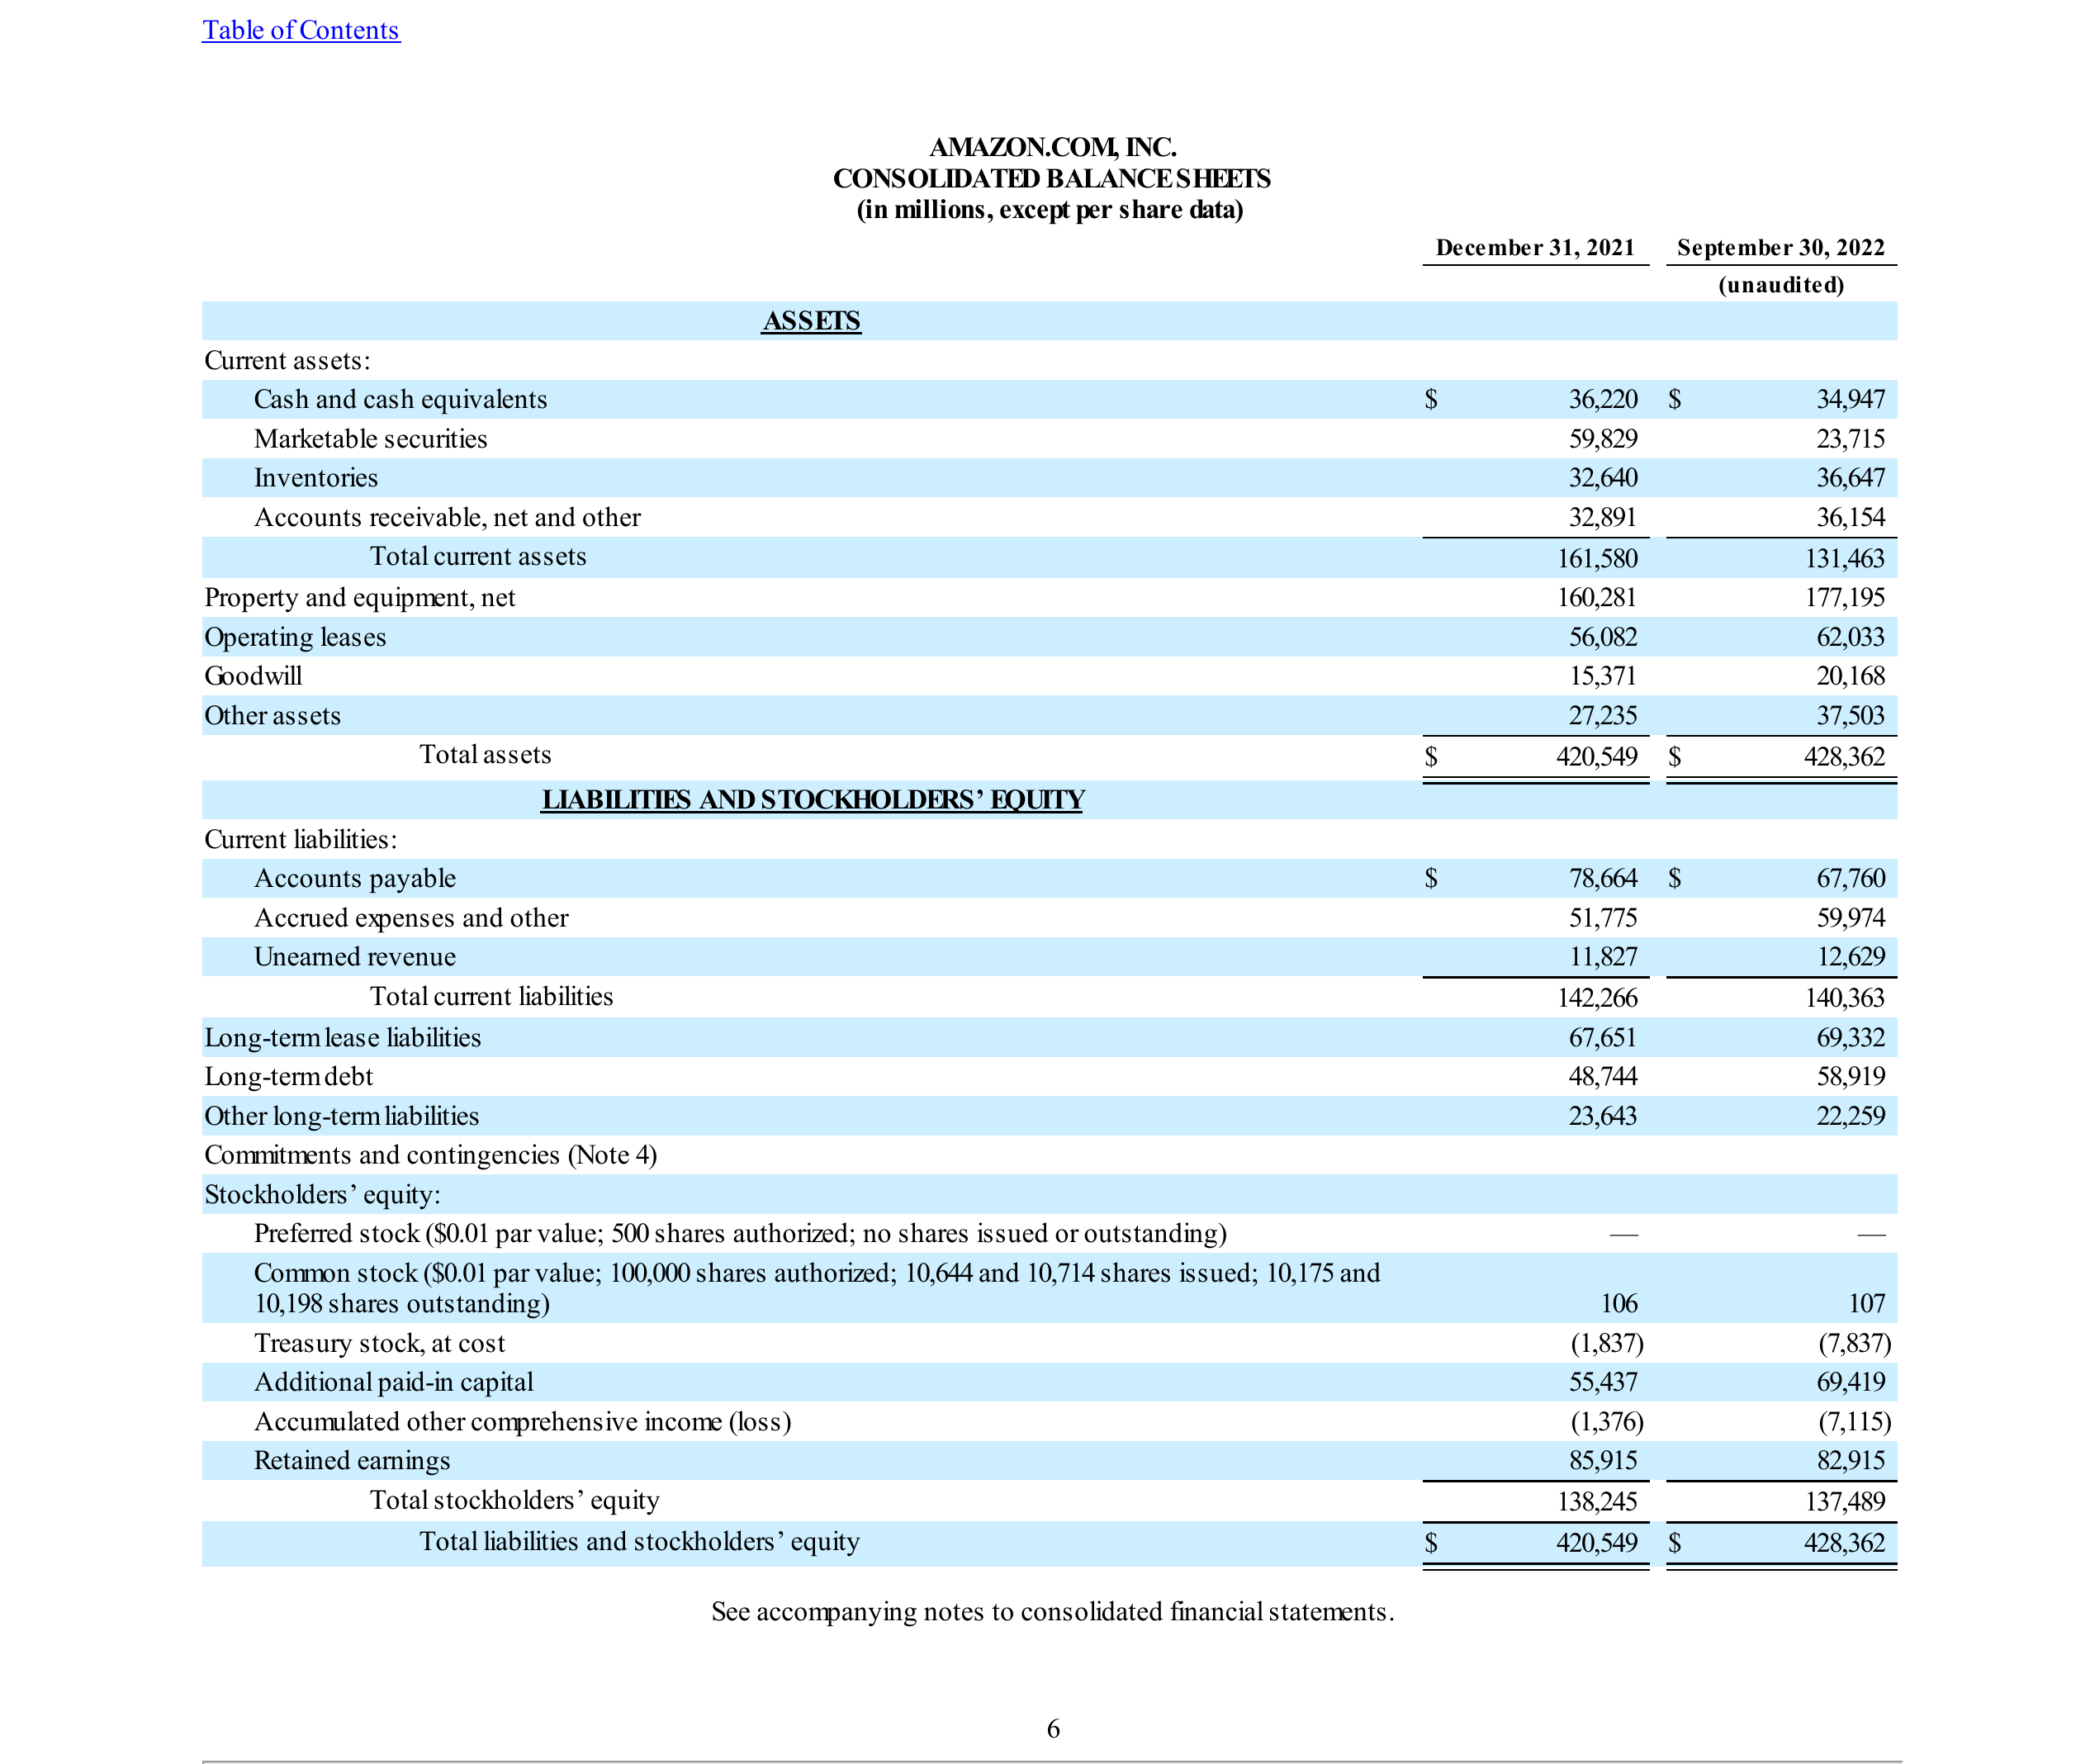 Table of Contents
AMAZON.COM, INC.
CONSOLIDATED BALANCE SHEETS
(in millions, except per share data)
December 31, 2021 September 30, 2022
(unaudited)
ASSETS
Current assets:
Cash and cash equivalents $ 36,220 $ 34,947
Marketable securities 59,829 23,715
Inventories 32,640 36,647
Accounts receivable, net and other 32,891 36,154
Total current assets 161,580 131,463
Property and equipment, net 160,281 177,195
Operating leases 56,082 62,033
Goodwill 15,371 20,168
Other assets 27,235 37,503
Total assets $ 420,549 $ 428,362
LIABILITIES AND STOCKHOLDERS’ EQUITY
Current liabilities:
Accounts payable $ 78,664 $ 67,760
Accrued expenses and other 51,775 59,974
Unearned revenue 11,827 12,629
Total current liabilities 142,266 140,363
Long-term lease liabilities 67,651 69,332
Long-term debt 48,744 58,919
Other long-term liabilities 23,643 22,259
Commitments and contingencies (Note 4)
Stockholders’ equity:
Preferred stock ($0.01 par value; 500 shares authorized; no shares issued or outstanding) — —
Common stock ($0.01 par value; 100,000 shares authorized; 10,644 and 10,714 shares issued; 10,175 and
10,198 shares outstanding) 106 107
Treasury stock, at cost (1,837) (7,837)
Additional paid-in capital 55,437 69,419
Accumulated other comprehensive income (loss) (1,376) (7,115)
Retained earnings 85,915 82,915
Total stockholders’ equity 138,245 137,489
Total liabilities and stockholders’ equity $ 420,549 $ 428,362
See accompanying notes to consolidated financial statements.
6